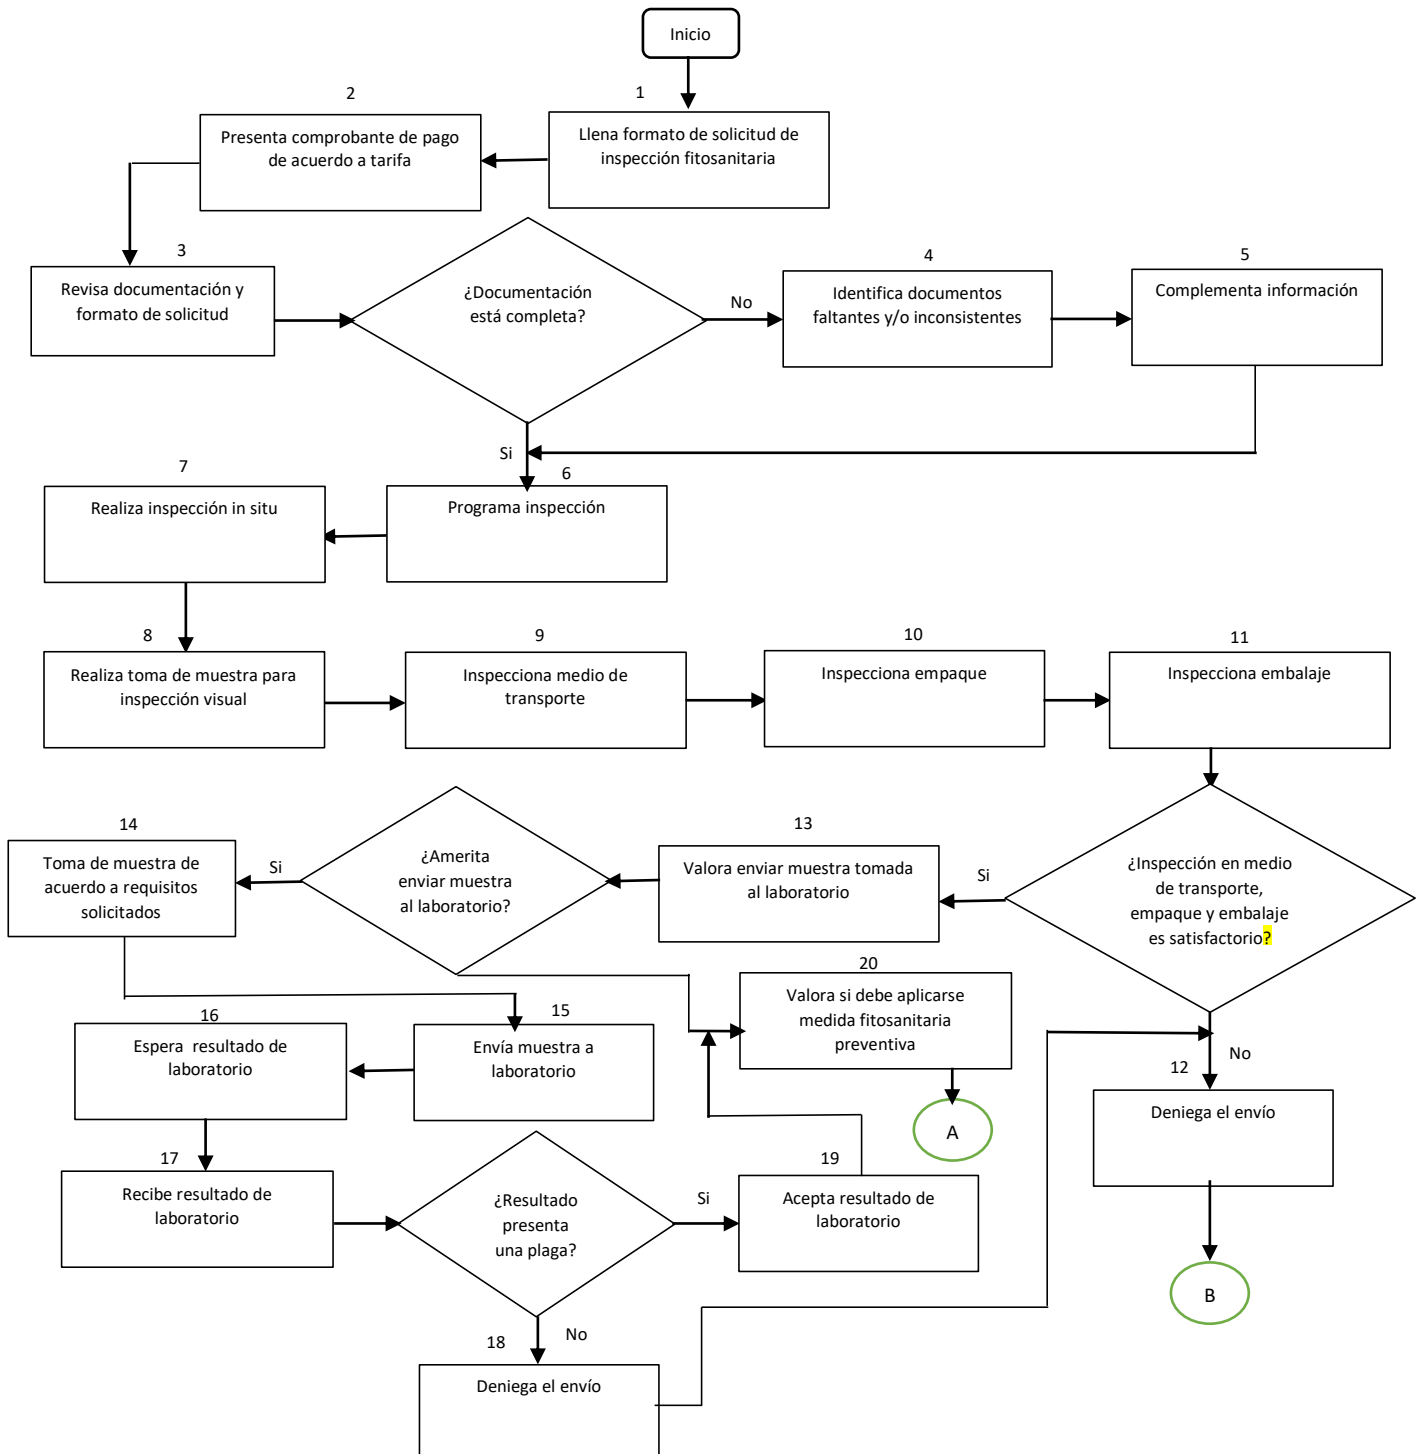 Inicio
1
Llena formato de solicitud de
inspección fitosanitaria
2
Presenta comprobante de pago
de acuerdo a tarifa
3
Revisa documentación y
formato de solicitud
¿Documentación
está completa?
No
4
Identifica documentos
faltantes y/o inconsistentes
5
Complementa información
Si
6
Programa inspección
7
Realiza inspección in situ
8
Realiza toma de muestra para
inspección visual
9
Inspecciona medio de
transporte
10
Inspecciona empaque
11
Inspecciona embalaje
¿Inspección en medio
de transporte,
empaque y embalaje
es satisfactorio?
Si
No
12
Deniega el envío
B
13
Valora enviar muestra tomada
al laboratorio
¿Amerita
enviar muestra
al laboratorio?
Si
14
Toma de muestra de
acuerdo a requisitos
solicitados
15
Envía muestra a
laboratorio
16
Espera resultado de
laboratorio
17
Recibe resultado de
laboratorio
¿Resultado
presenta
una plaga?
Si
No
18
Deniega el envío
19
Acepta resultado de
laboratorio
20
Valora si debe aplicarse
medida fitosanitaria
preventiva
A